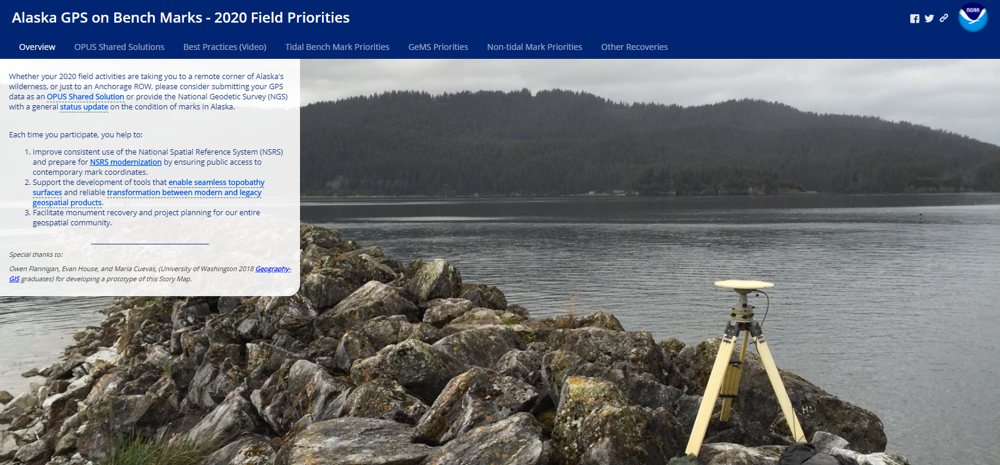 Alaska GPS on Bench Marks - 2020 Field Priorities
NOAA
Overview OPUS Shared Solutions Best Practices (Video) Tidal Bench Mark Priorities GeMS Priorities Non-tidal Mark Priorities Other Recoveries
Whether your 2020 field activities are taking you to a remote corner of Alaska's
wilderness, or just to an Anchorage ROW, please consider submitting your GPS
data as an OPUS Shared Solution or provide the National Geodetic Survey (NGS)
with a general status update on the condition of marks in Alaska.
Each time you participate, you help to:
1. Improve consistent use of the National Spatial Reference System (NSRS)
and prepare for NSRS modernization by ensuring public access to
contemporary mark coordinates.
2. Support the development of tools that enable seamless topobathy
surfaces and reliable transformation between modern and legacy
geospatial products.
3. Facilitate monument recovery and project planning for our entire
geospatial community.
Special thanks to:
Owen Flannigan, Evan House, and Maria Cuevas, (University of Washington 2018 Geography-
GIS graduates) for developing a prototype of this Story Map.